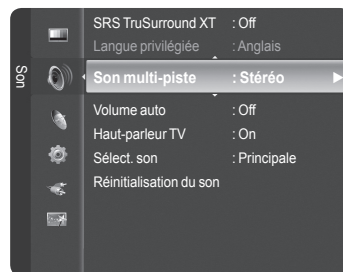 Son
SRS TruSurround XT : Off
Langue privilégiée : Anglais
Son multi-piste : Stéréo
Volume auto : Off
Haut-parleur TV : On
Sélect. son : Principale
Réinitialisation du son